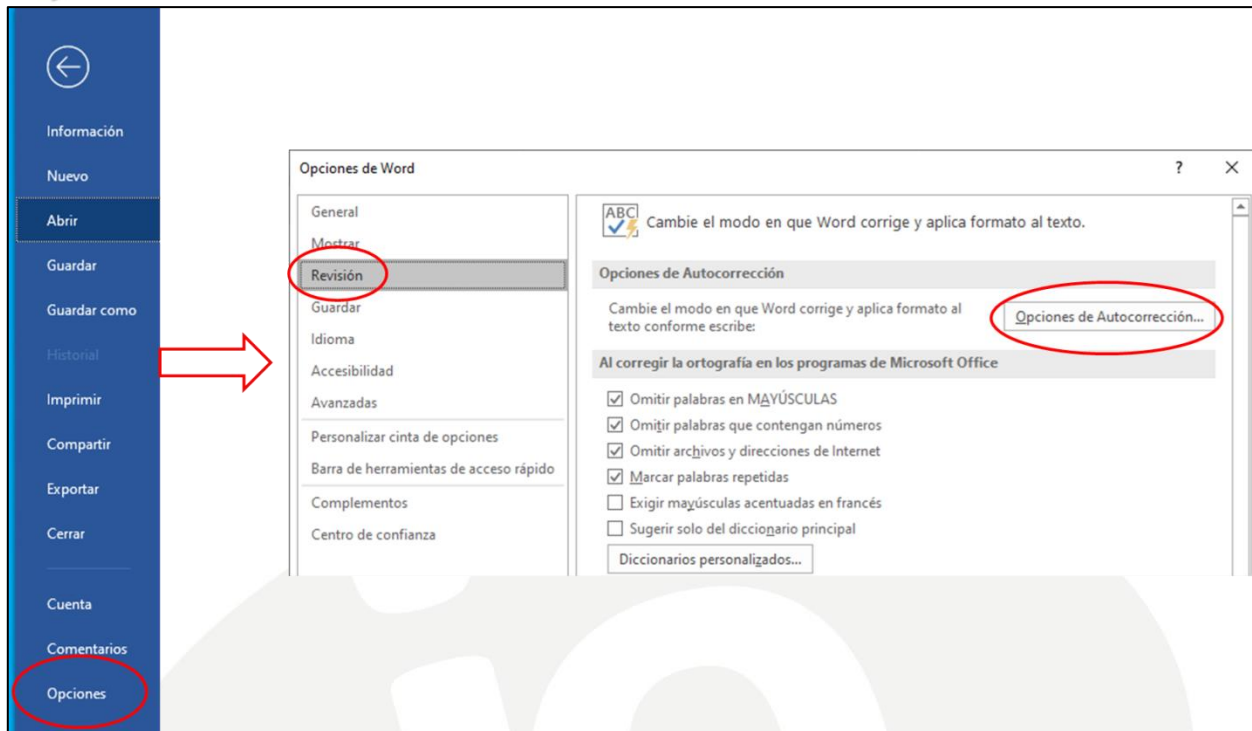 Información
Nuevo
Abrir
Guardar
Guardar como
Historial
Imprimir
Compartir
Exportar
Cerrar
Cuenta
Comentarios
Opciones
Opciones de Word
?
General
Mostrar
Revisión
Guardar
Idioma
Accesibilidad
Avanzadas
Personalizar cinta de opciones
Barra de herramientas de acceso rápido
Complementos
Centro de confianza
ABC
Cambie el modo en que Word corrige y aplica formato al texto.
Opciones de Autocorrección
Cambie el modo en que Word corrige y aplica formato al
texto conforme escribe:
Opciones de Autocorrección...
Al corregir la ortografía en los programas de Microsoft Office
Omitir palabras en MAYÚSCULAS
Omitir palabras que contengan números
Omitir archivos y direcciones de Internet
Marcar palabras repetidas
Exigir mayúsculas acentuadas en francés
Sugerir solo del diccionario principal
Diccionarios personalizados...